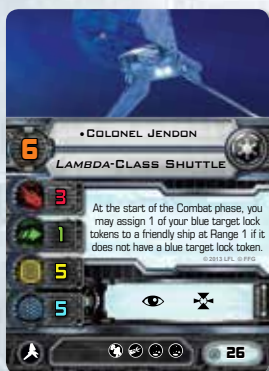 •Colonel Jendon
6
Lambda-Class Shuttle
3
At the start of the Combat phase, you
may assign 1 of your blue target lock
tokens to a friendly ship at Range 1 if it
does not have a blue target lock token.
©2013 LFL ©FFG
1
5
5
26